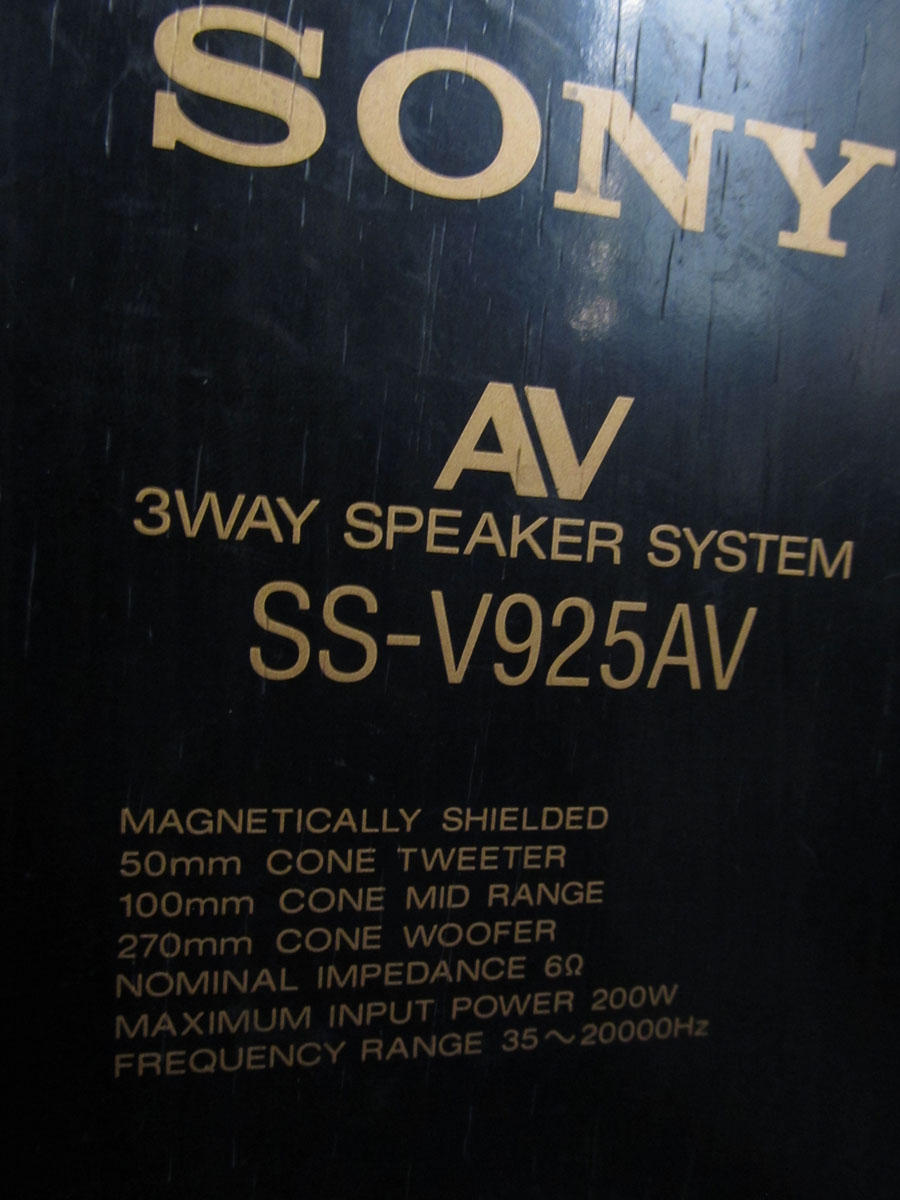 SONY
AV
3WAY SPEAKER SYSTEM
SS-V925AV
MAGNETICALLY SHIELDED
50mm CONE TWEETER
100mm CONE MID RANGE
270mm CONE WOOFER
NOMINAL IMPEDANCE 6Ω
MAXIMUM INPUT POWER 200W
FREQUENCY RANGE 35~20000Hz